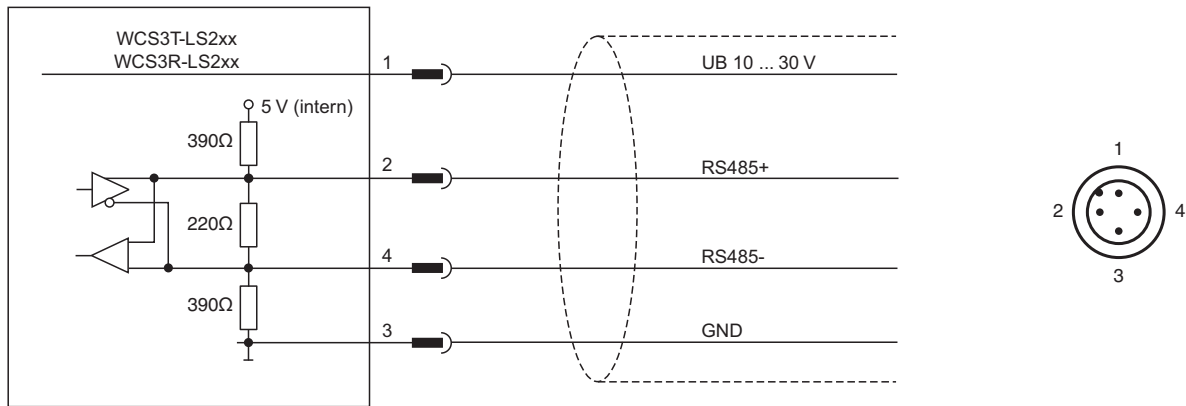 WCS3T-LS2xx
WCS3R-LS2xx
1
UB 10 ... 30 V
5 V (intern)
390Ω
2
RS485+
220Ω
4
RS485-
390Ω
3
GND
1
2
4
3